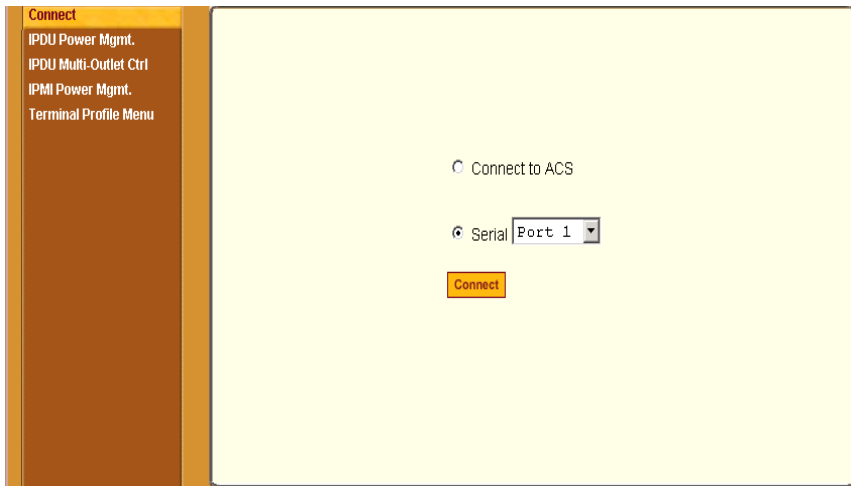 Connect
IPDU Power Mgmt.
IPDU Multi-Outlet Ctrl
IPMI Power Mgmt.
Terminal Profile Menu
Connect to ACS
Serial Port 1
Connect